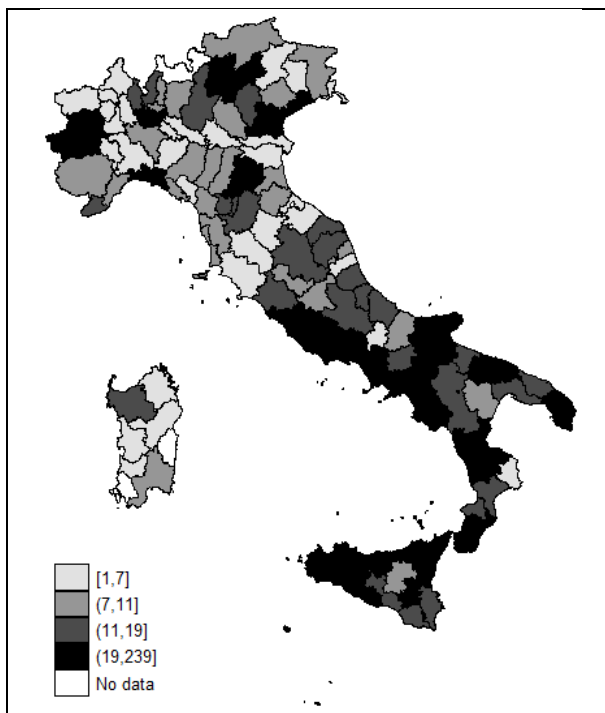 [1,7]
(7,11]
(11,19]
(19,239]
No data